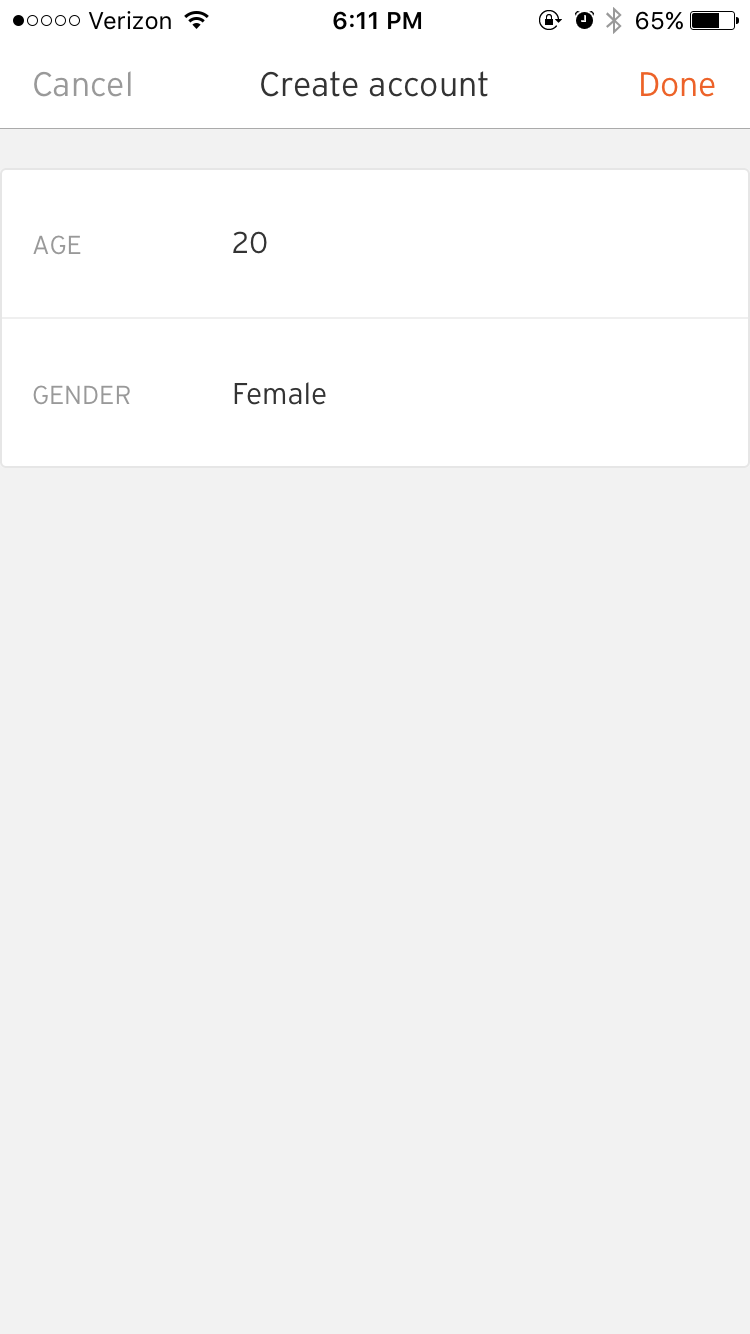 Verizon 6:11 PM 65%
Cancel Create account Done
AGE 20
GENDER Female